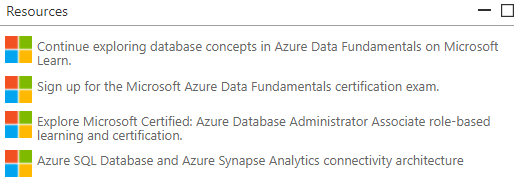 Resources
Continue exploring database concepts in Azure Data Fundamentals on Microsoft
Learn.
Sign up for the Microsoft Azure Data Fundamentals certification exam.
Explore Microsoft Certified: Azure Database Administrator Associate role-based
learning and certification.
Azure SQL Database and Azure Synapse Analytics connectivity architecture